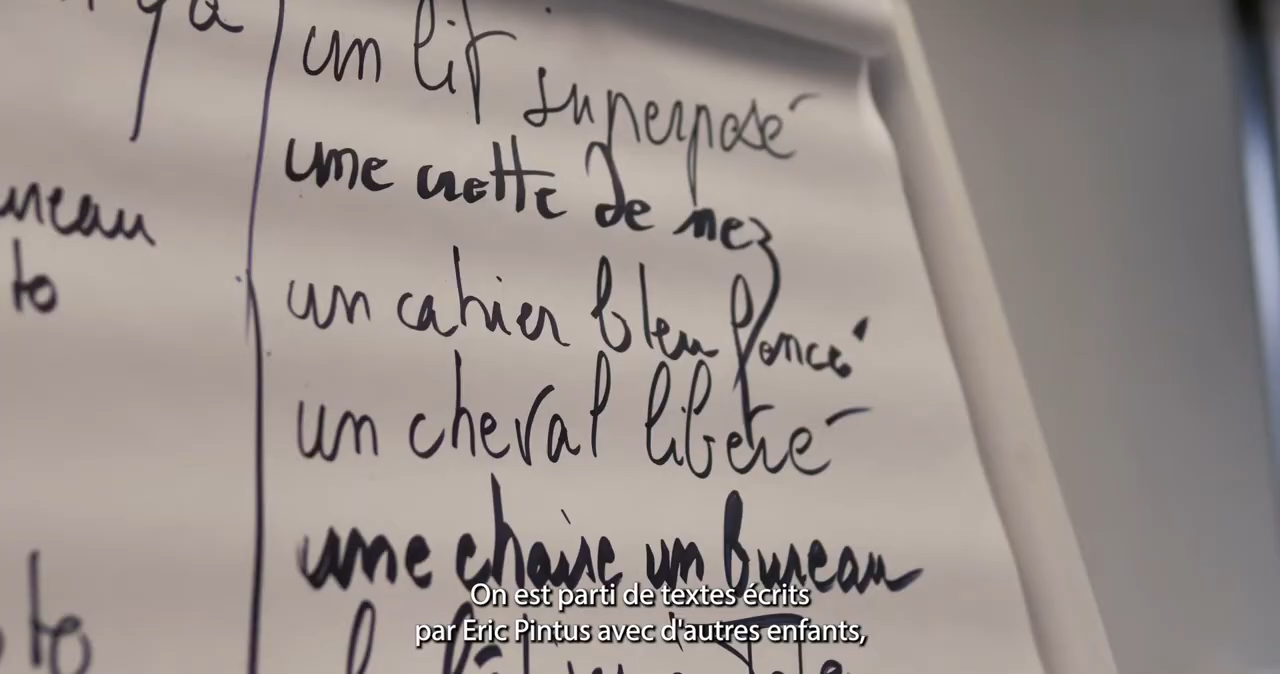 un lit superposé
une crotte de nez
un cahier bleu foncé
un cheval libéré
une chaise un bureau
to
On est parti de textes écrits
par Eric Pintus avec d'autres enfants,